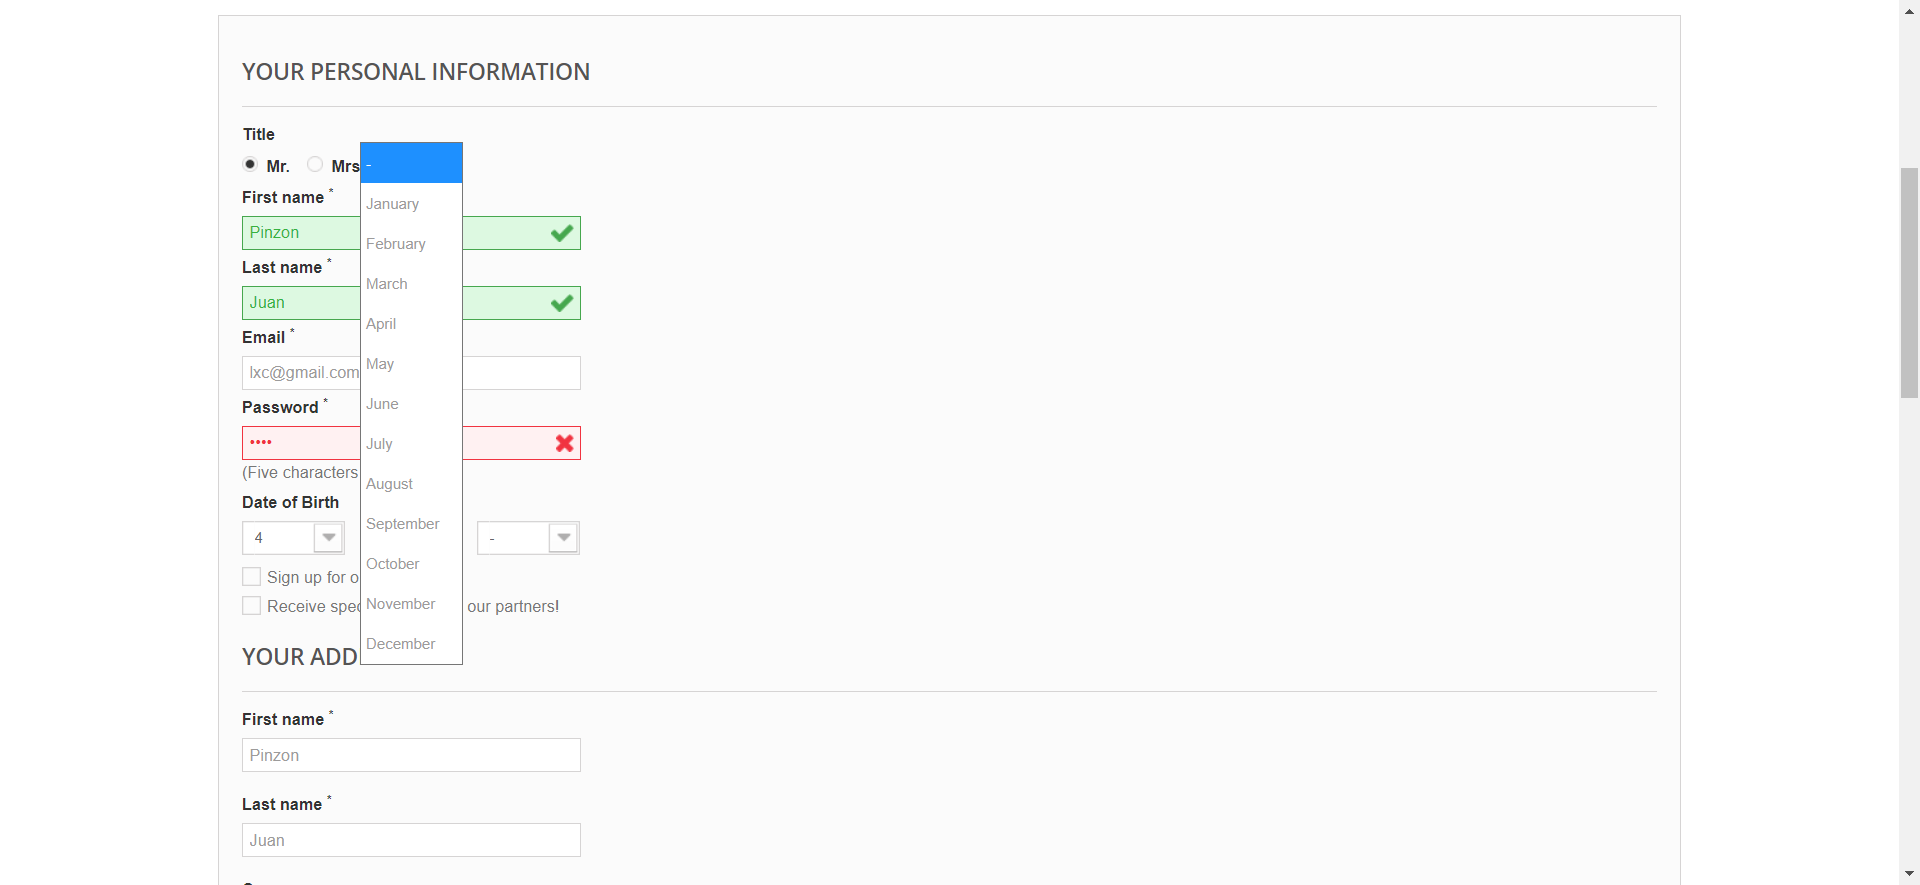 YOUR PERSONAL INFORMATION
Title
Mr. Mrs
First name *
Pinzon
Last name *
Juan
Email *
lxc@gmail.com
Password *
••••
(Five characters
Date of Birth
4 -
Sign up for o
Receive spec our partners!
-
January
February
March
April
May
June
July
August
September
October
November
December
YOUR ADD
First name *
Pinzon
Last name *
Juan